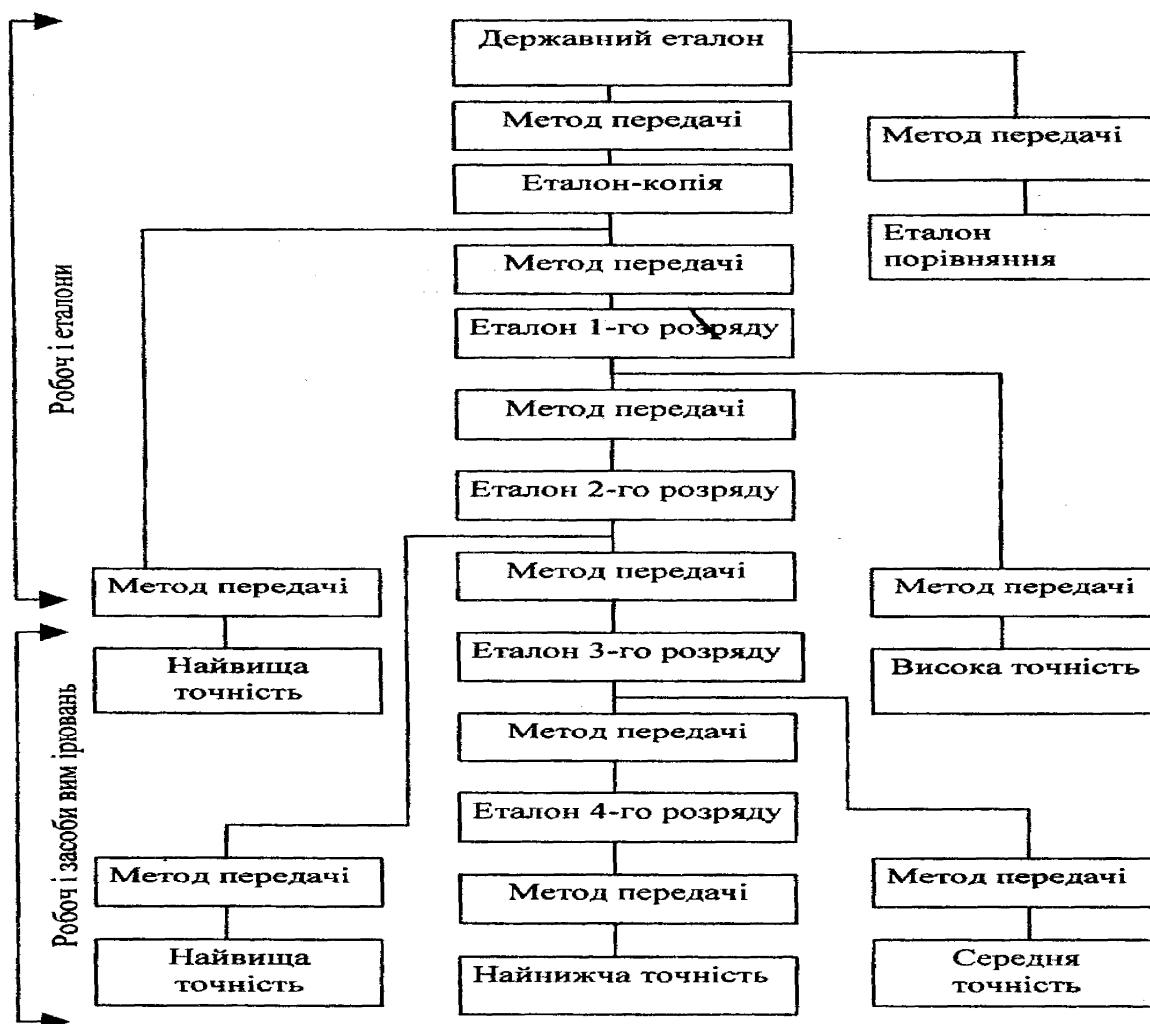 Державний еталон
Метод передачі
Метод передачі
Еталон-копія
Еталон
порівняння
Метод передачі
Еталон 1-го розряду
Робочі еталони
Метод передачі
Еталон 2-го розряду
Метод передачі
Метод передачі
Метод передачі
Найвища
точність
Еталон 3-го розряду
Висока точність
Робочі засоби вимірювань
Метод передачі
Еталон 4-го розряду
Метод передачі
Метод передачі
Метод передачі
Найвища
точність
Найнижча точність
Середня
точність